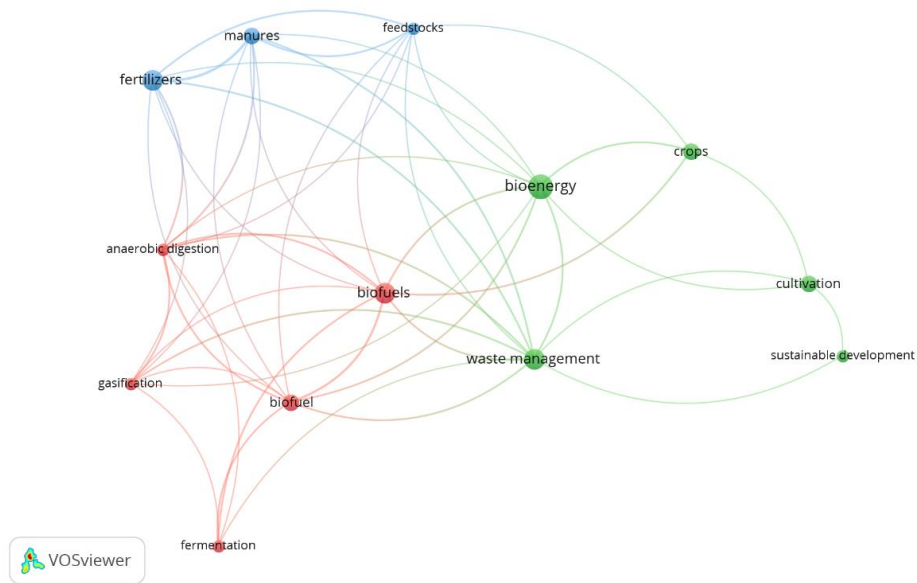 feedstocks
manures
fertilizers
crops
bioenergy
anaerobic digestion
cultivation
biofuels
sustainable development
waste management
gasification
biofuel
fermentation
VOSviewer